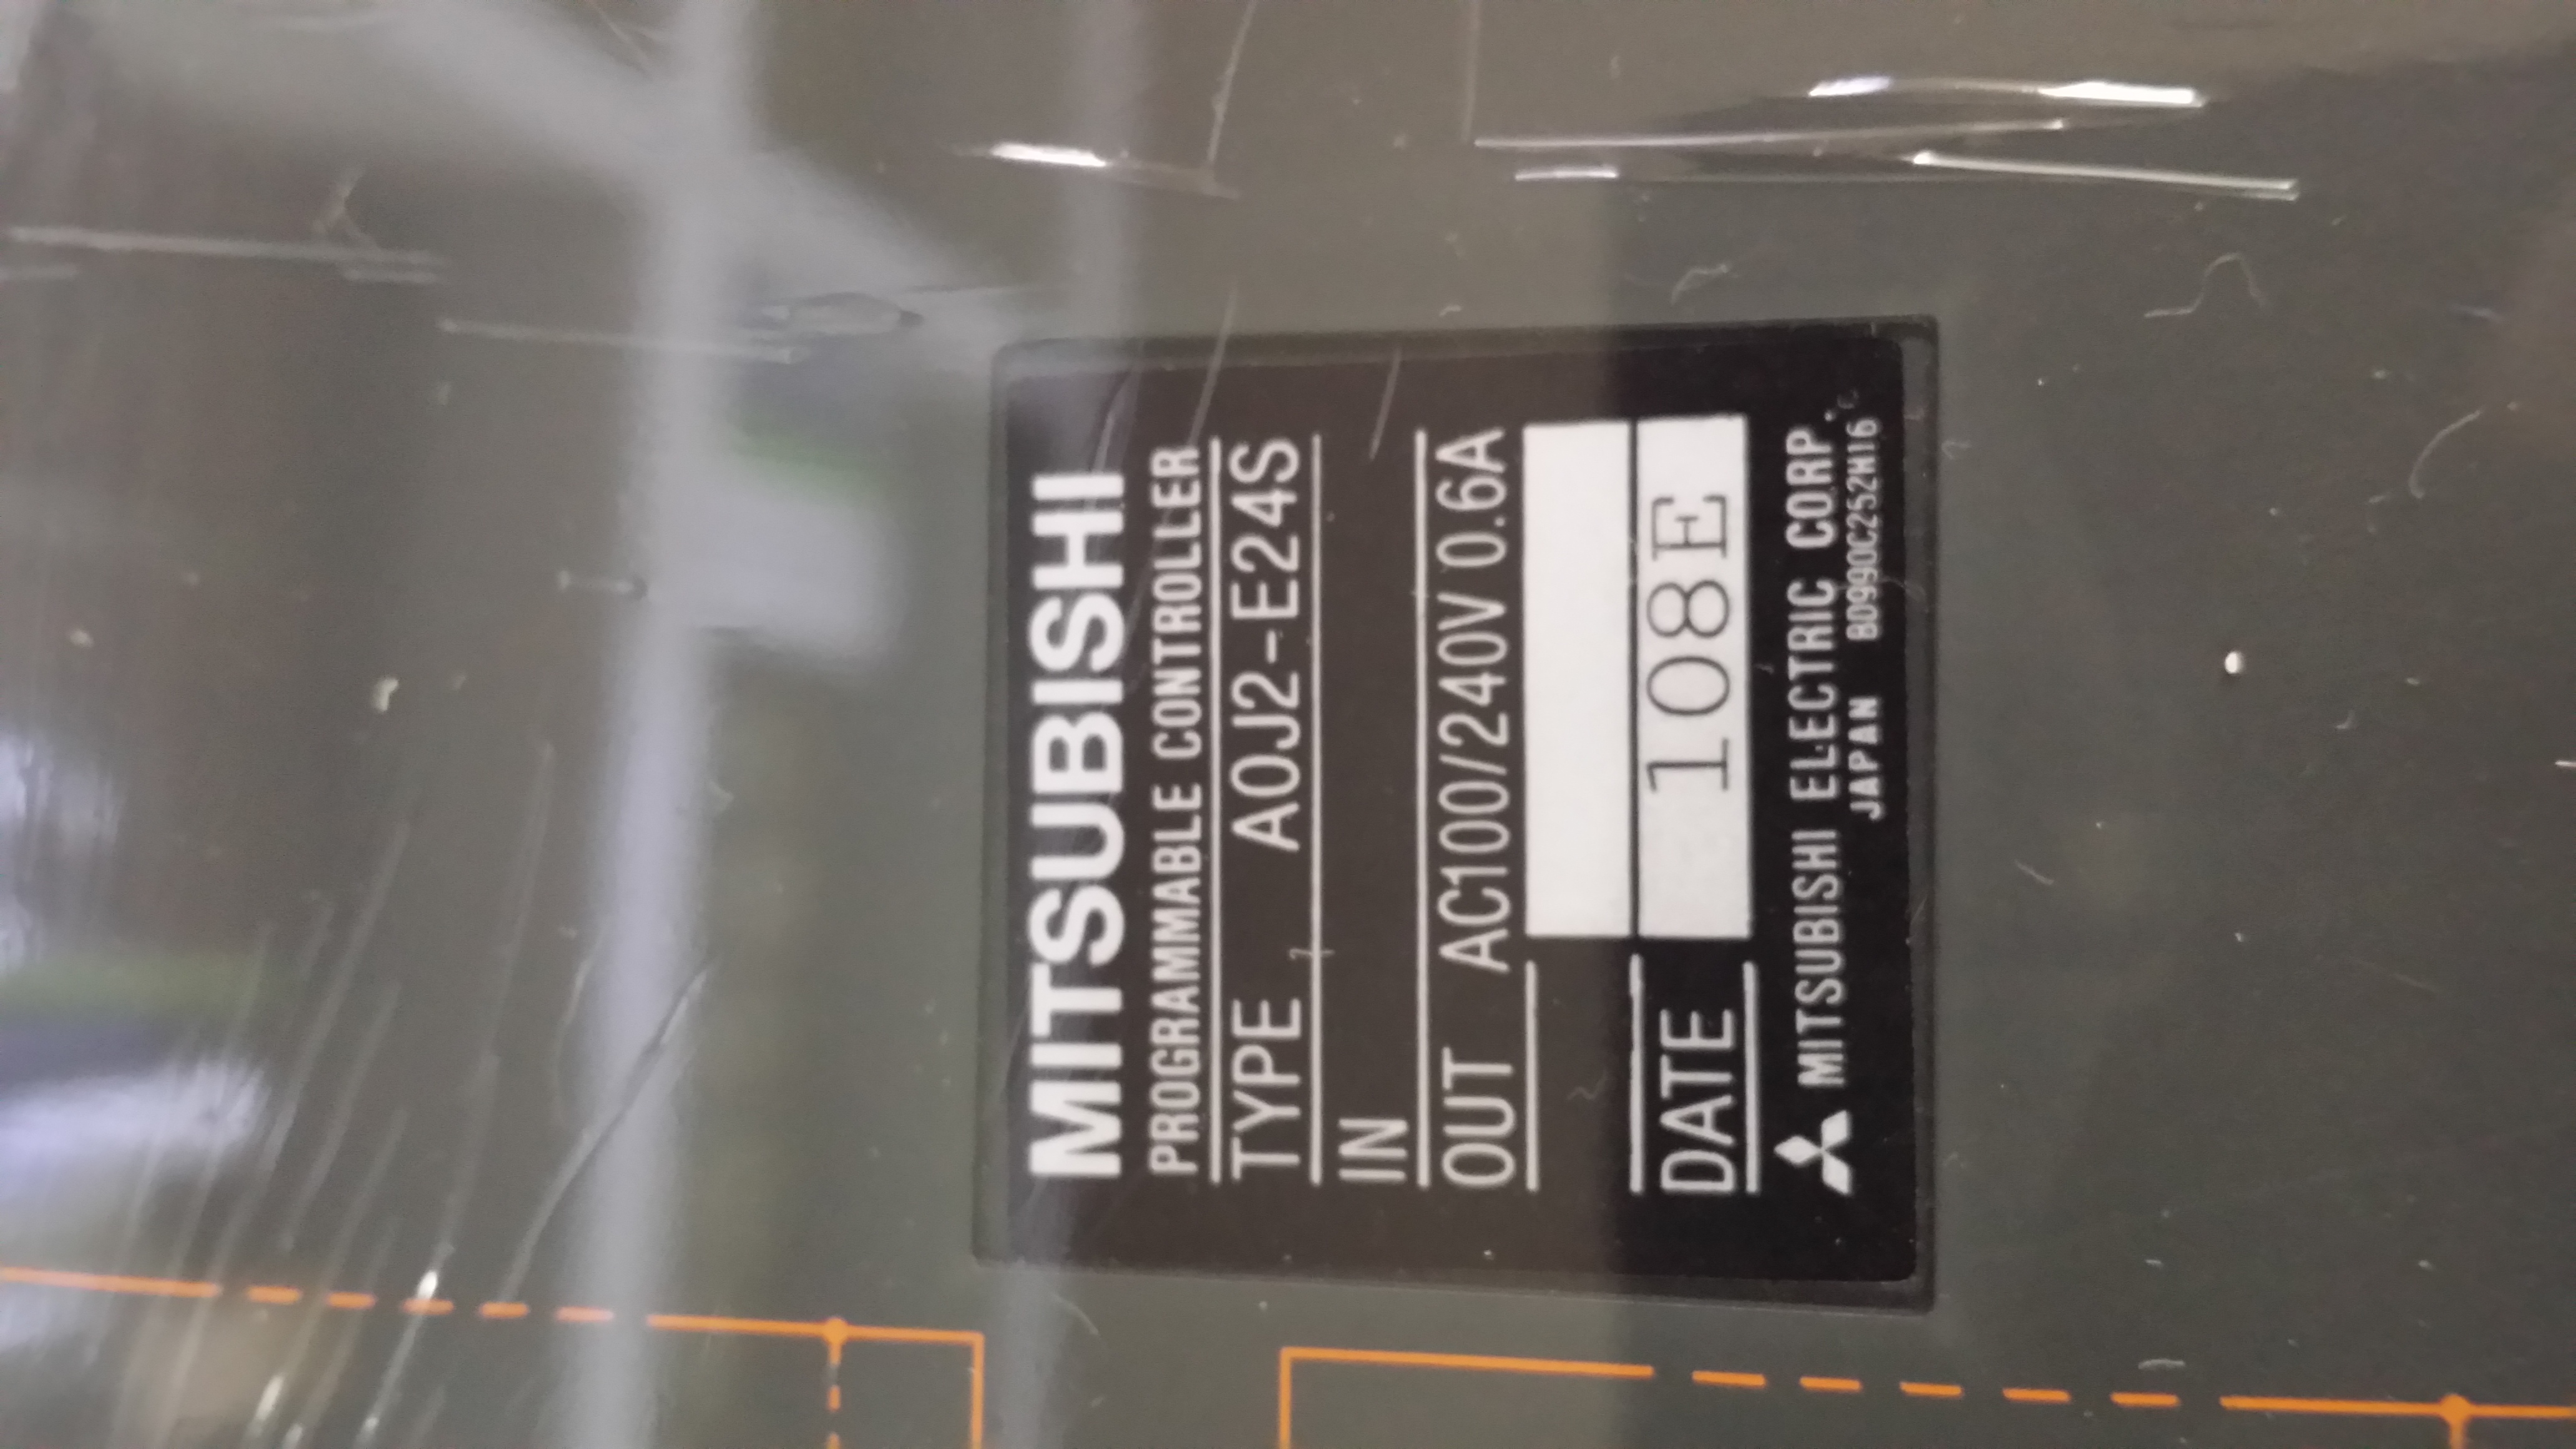 MITSUBISHI
PROGRAMMABLE CONTROLLER
TYPE A0J2-E24S
IN
OUT AC100/240V 0.6A
DATE 108E
MITSUBISHI ELECTRIC CORP.
JAPAN BD990C252H16